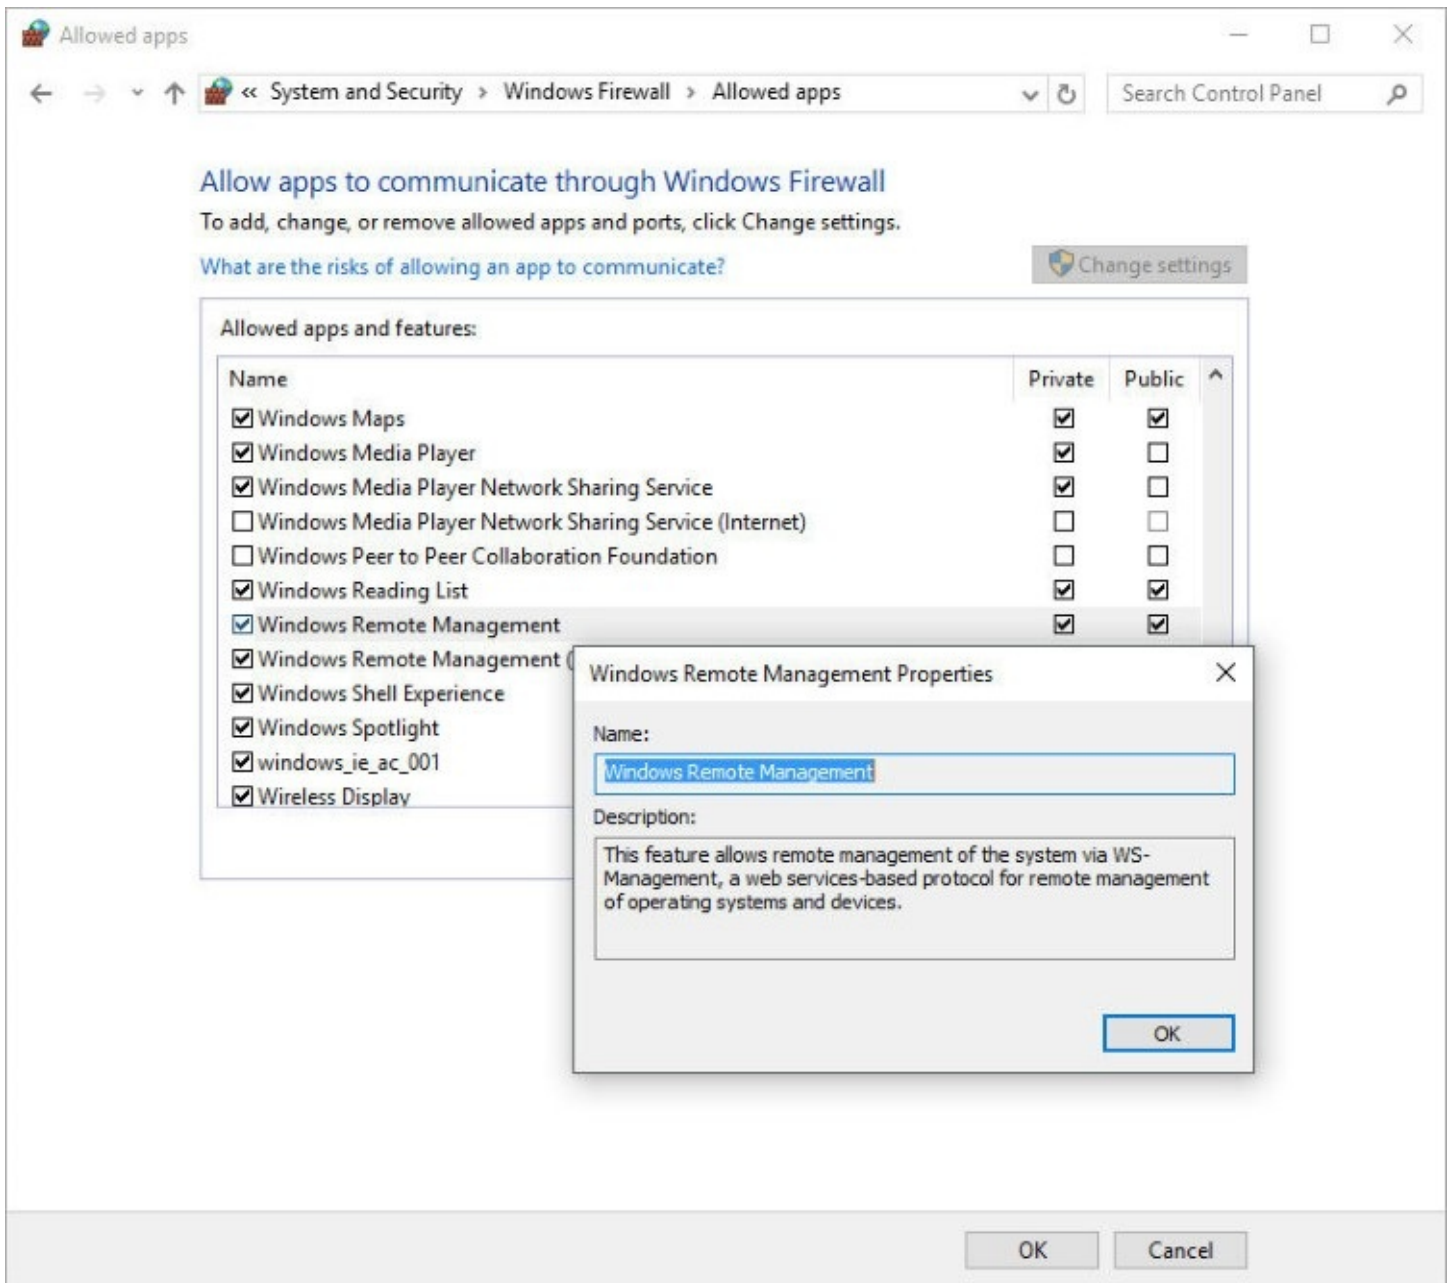 Allowed apps
« System and Security > Windows Firewall > Allowed apps
Search Control Panel
Allow apps to communicate through Windows Firewall
To add, change, or remove allowed apps and ports, click Change settings.
What are the risks of allowing an app to communicate?
Change settings
Allowed apps and features:
Name Private Public
Windows Maps
Windows Media Player
Windows Media Player Network Sharing Service
Windows Media Player Network Sharing Service (Internet)
Windows Peer to Peer Collaboration Foundation
Windows Reading List
Windows Remote Management
Windows Remote Management (
Windows Shell Experience
Windows Spotlight
windows_ie_ac_001
Wireless Display
Windows Remote Management Properties
Name:
Windows Remote Management
Description:
This feature allows remote management of the system via WS-
Management, a web services-based protocol for remote management
of operating systems and devices.
OK
OK Cancel